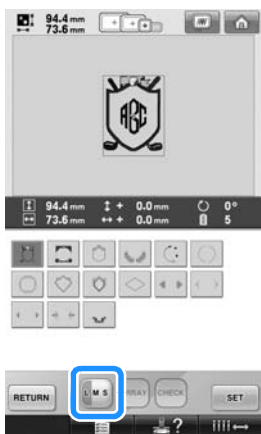 94.4 mm
73.6 mm
ABC
94.4 mm + 0.0 mm 0°
73.6 mm + 0.0 mm 5
RETURN L M S ARRAY CHECK SET
?